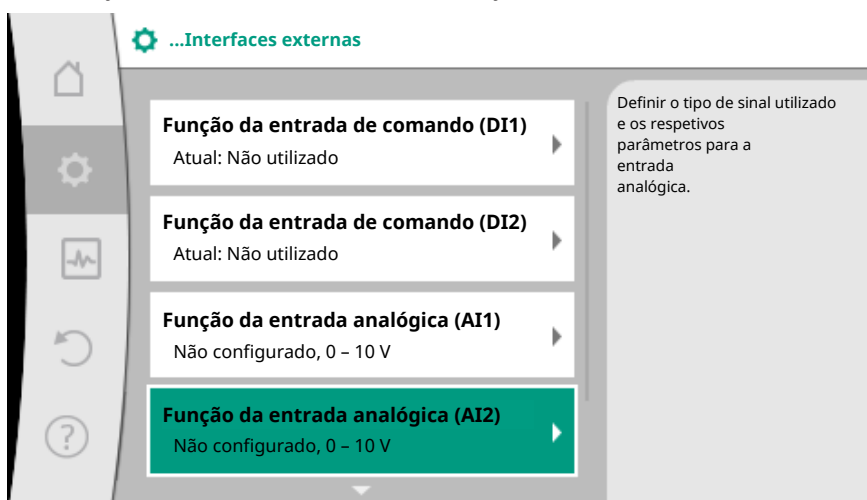 ...Interfaces externas
Função da entrada de comando (DI1)
Atual: Não utilizado
Função da entrada de comando (DI2)
Atual: Não utilizado
Função da entrada analógica (AI1)
Não configurado, 0 – 10 V
Função da entrada analógica (AI2)
Não configurado, 0 – 10 V
Definir o tipo de sinal utilizado
e os respetivos
parâmetros para a
entrada
analógica.